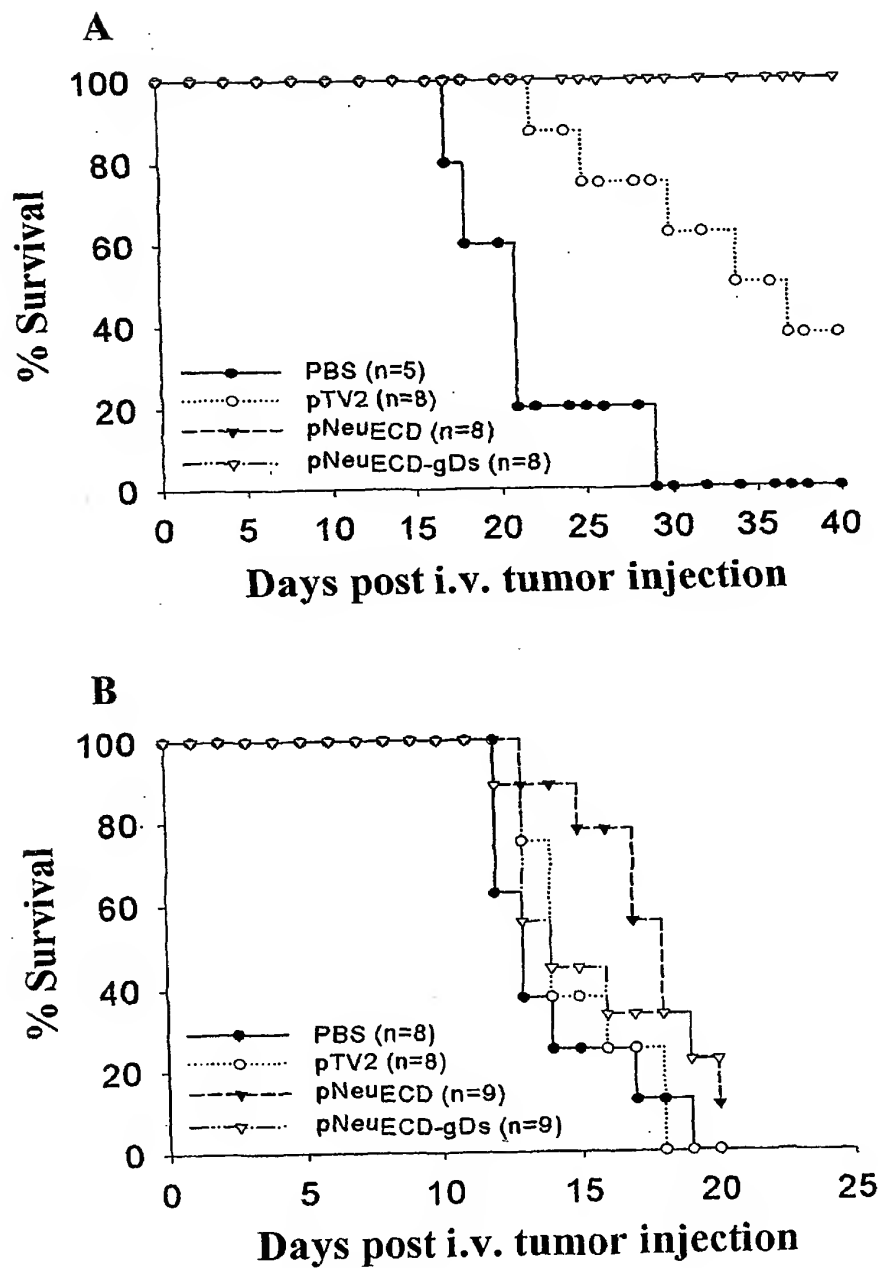 A
% Survival
100
80
60
40
20
0
PBS (n=5)
pTV2 (n=8)
pNeuECD (n=8)
pNeuECD-gDs (n=8)
0 5 10 15 20 25 30 35 40
Days post i.v. tumor injection
B
% Survival
100
80
60
40
20
0
PBS (n=8)
pTV2 (n=8)
pNeuECD (n=9)
pNeuECD-gDs (n=9)
0 5 10 15 20 25
Days post i.v. tumor injection